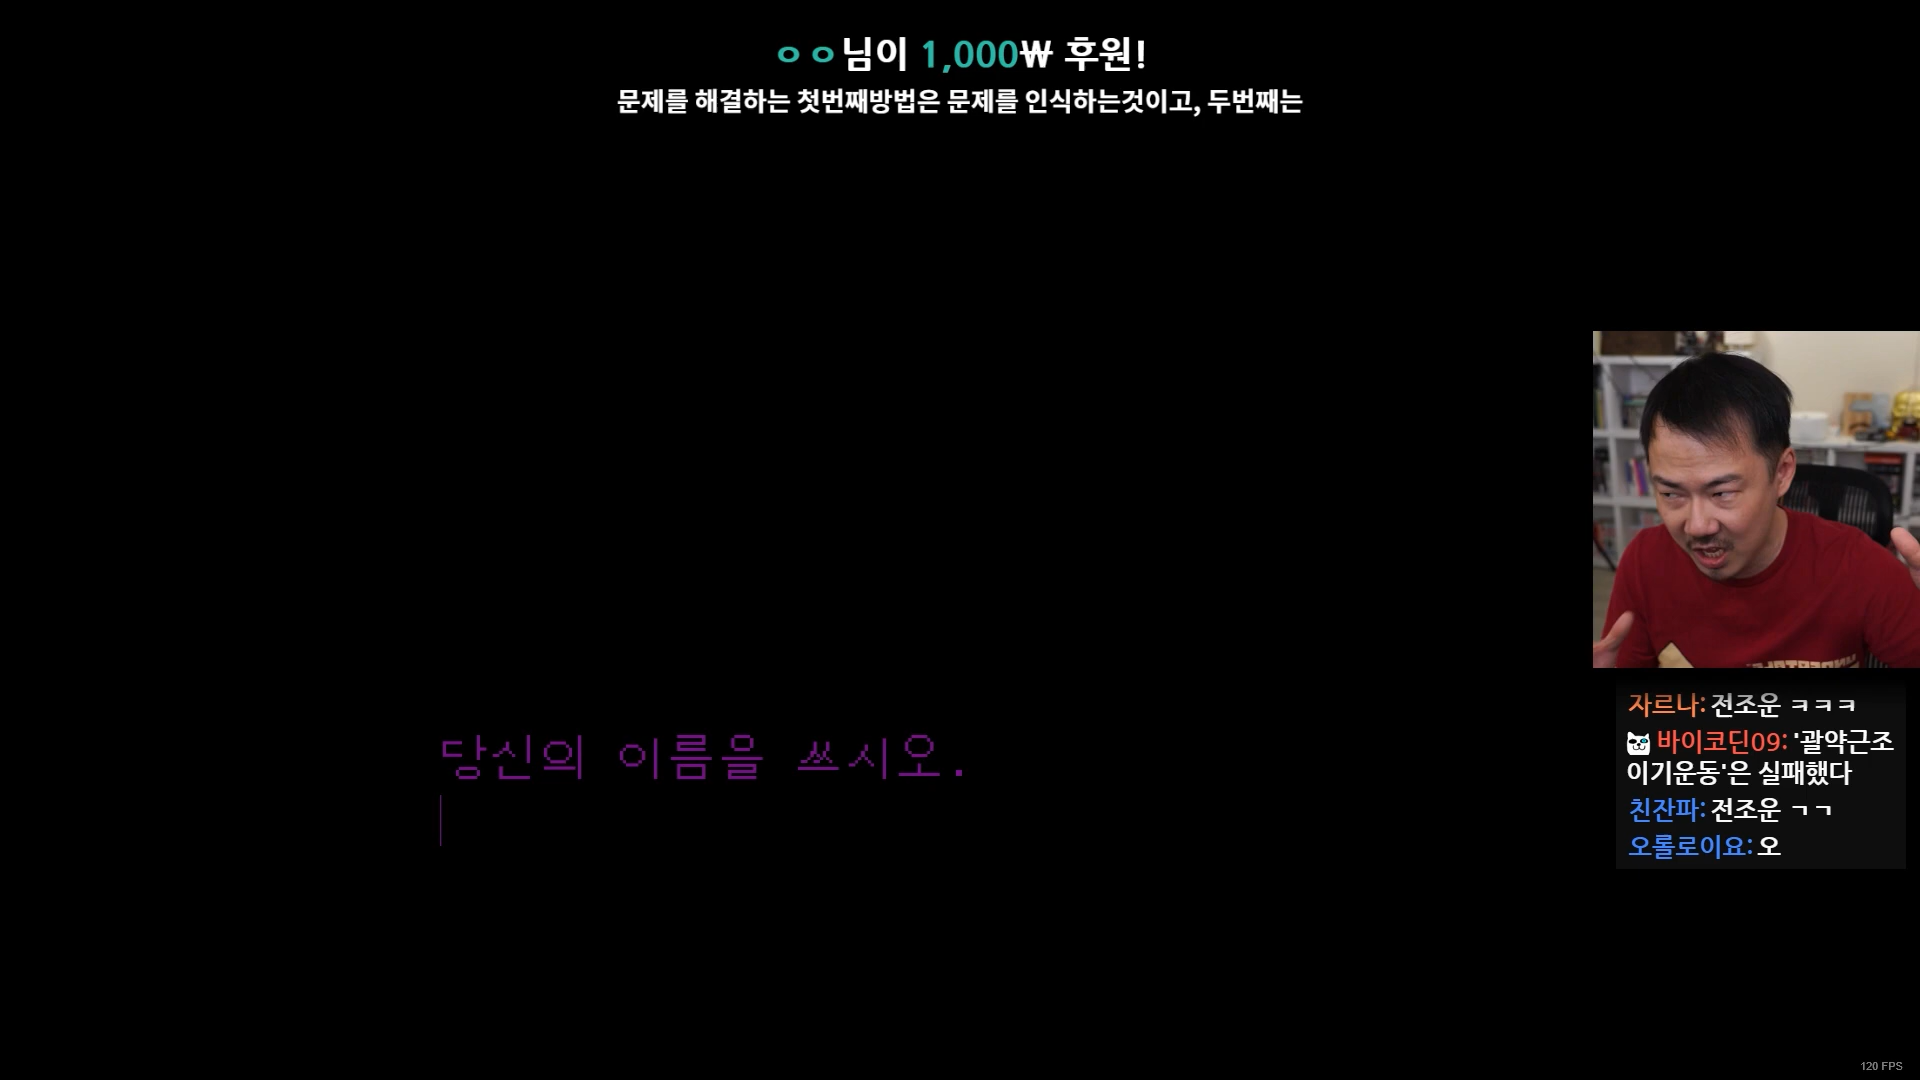 ㅇㅇ님이 1,000₩ 후원!
문제를 해결하는 첫번째방법은 문제를 인식하는것이고, 두번째는
당신의 이름을 쓰시오.
자르나: 전조운 ㅋㅋㅋ
바이코딘09: '괄약근조
이기운동'은 실패했다
친잔파: 전조운 ㄱㄱ
오롤로이요: 오
120 FPS